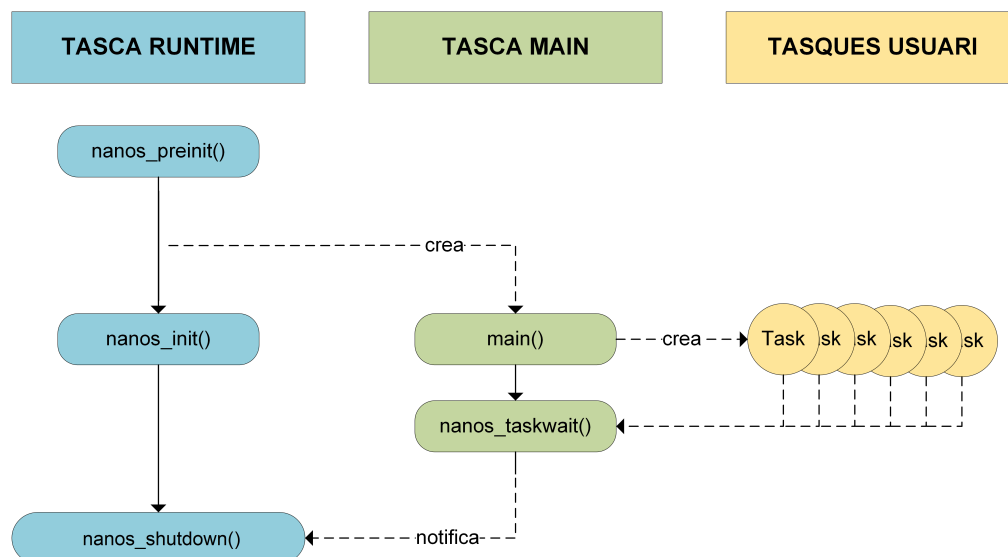 TASCA RUNTIME
TASCA MAIN
TASQUES USUARI
nanos_preinit()
crea
nanos_init()
main()
crea
Task sk sk sk sk sk
nanos_taskwait()
nanos_shutdown()
notifica